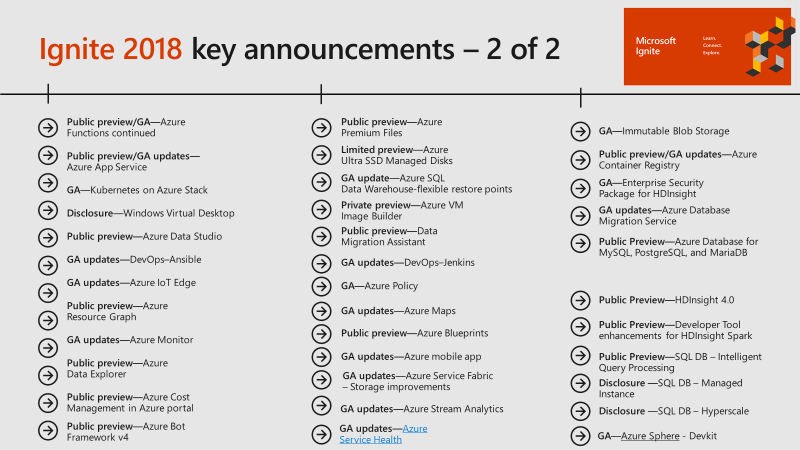 Ignite 2018 key announcements – 2 of 2
Microsoft
Ignite
Learn.
Connect.
Explore.
Public preview/GA—Azure
Functions continued
Public preview/GA updates—
Azure App Service
GA—Kubernetes on Azure Stack
Disclosure—Windows Virtual Desktop
Public preview—Azure Data Studio
GA updates—DevOps–Ansible
GA updates—Azure IoT Edge
Public preview—Azure
Resource Graph
GA updates—Azure Monitor
Public preview—Azure
Data Explorer
Public preview—Azure Cost
Management in Azure portal
Public preview—Azure Bot
Framework v4
Public preview—Azure
Premium Files
Limited preview—Azure
Ultra SSD Managed Disks
GA update—Azure SQL
Data Warehouse-flexible restore points
Private preview—Azure VM
Image Builder
Public preview—Data
Migration Assistant
GA updates—DevOps–Jenkins
GA—Azure Policy
GA updates—Azure Maps
Public preview—Azure Blueprints
GA updates—Azure mobile app
GA updates—Azure Service Fabric
– Storage improvements
GA updates—Azure Stream Analytics
GA updates—Azure
Service Health
GA—Immutable Blob Storage
Public preview/GA updates—Azure
Container Registry
GA—Enterprise Security
Package for HDInsight
GA updates—Azure Database
Migration Service
Public Preview—Azure Database for
MySQL, PostgreSQL, and MariaDB
Public Preview—HDInsight 4.0
Public Preview—Developer Tool
enhancements for HDInsight Spark
Public Preview—SQL DB – Intelligent
Query Processing
Disclosure —SQL DB – Managed
Instance
Disclosure —SQL DB – Hyperscale
GA—Azure Sphere - Devkit